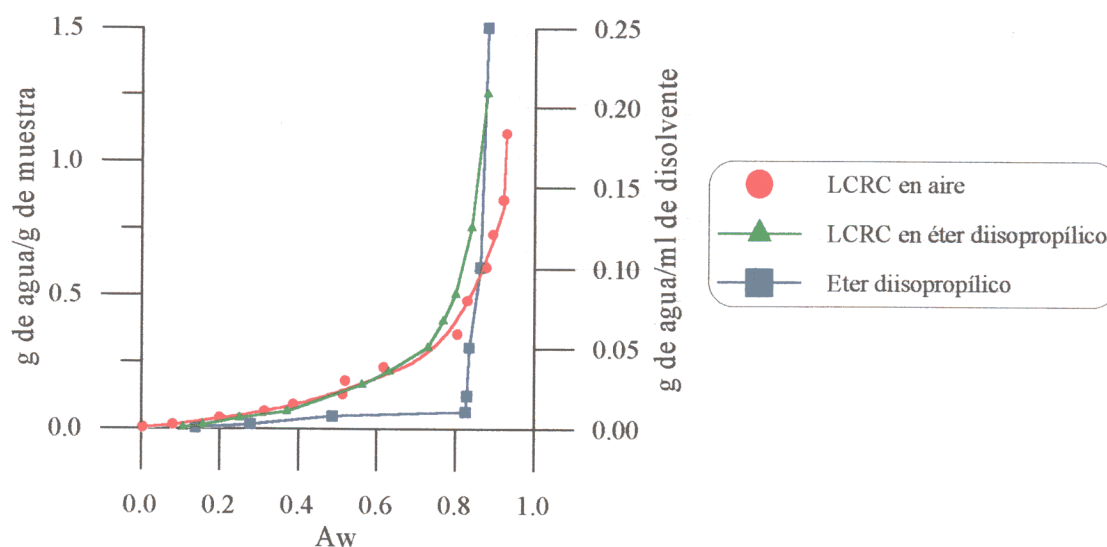 g de agua/g de muestra
1.5
1.0
0.5
0.0
0.25
0.20
0.15
0.10
0.05
0.00
g de agua/ml de disolvente
0.0
0.2
0.4
0.6
0.8
1.0
Aw
LCRC en aire
LCRC en éter diisopropílico
Eter diisopropílico